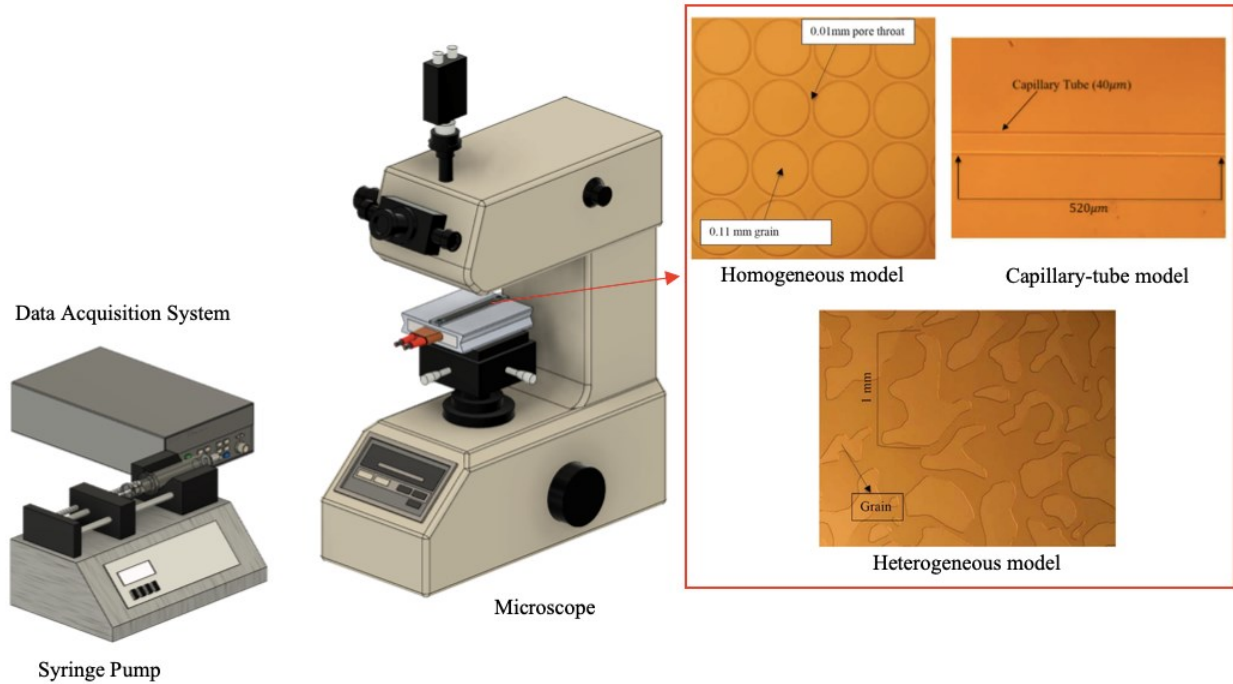 0.01mm pore throat
0.11 mm grain
Homogeneous model
Capillary Tube (40μm)
520μm
Capillary-tube model
1 mm
Grain
Heterogeneous model
Data Acquisition System
Microscope
Syringe Pump